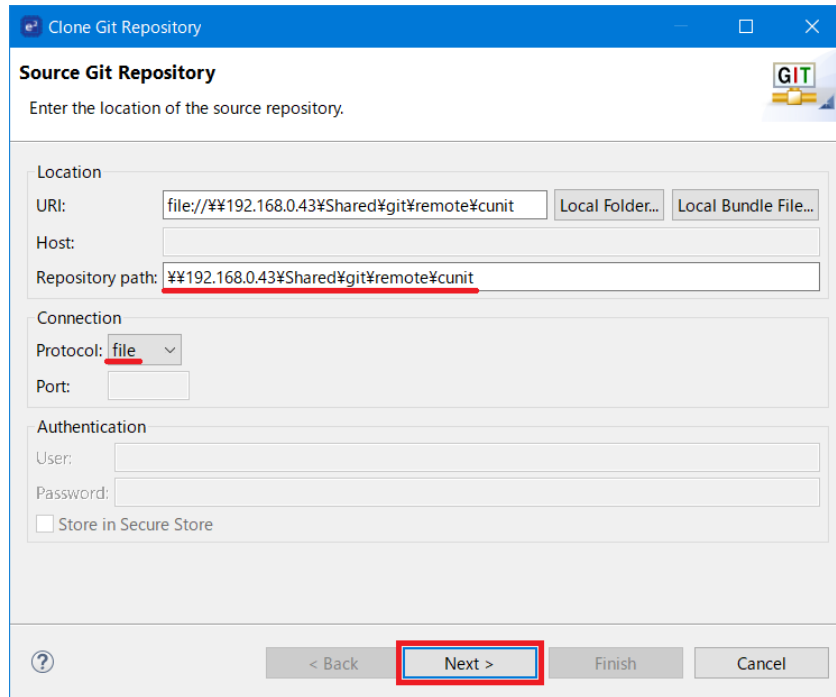 e² Clone Git Repository
Source Git Repository
Enter the location of the source repository.
GIT
Location
URI: file://¥¥192.168.0.43¥Shared¥git¥remote¥cunit Local Folder... Local Bundle File...
Host:
Repository path: ¥¥192.168.0.43¥Shared¥git¥remote¥cunit
Connection
Protocol: file
Port:
Authentication
User:
Password:
Store in Secure Store
? < Back Next > Finish Cancel